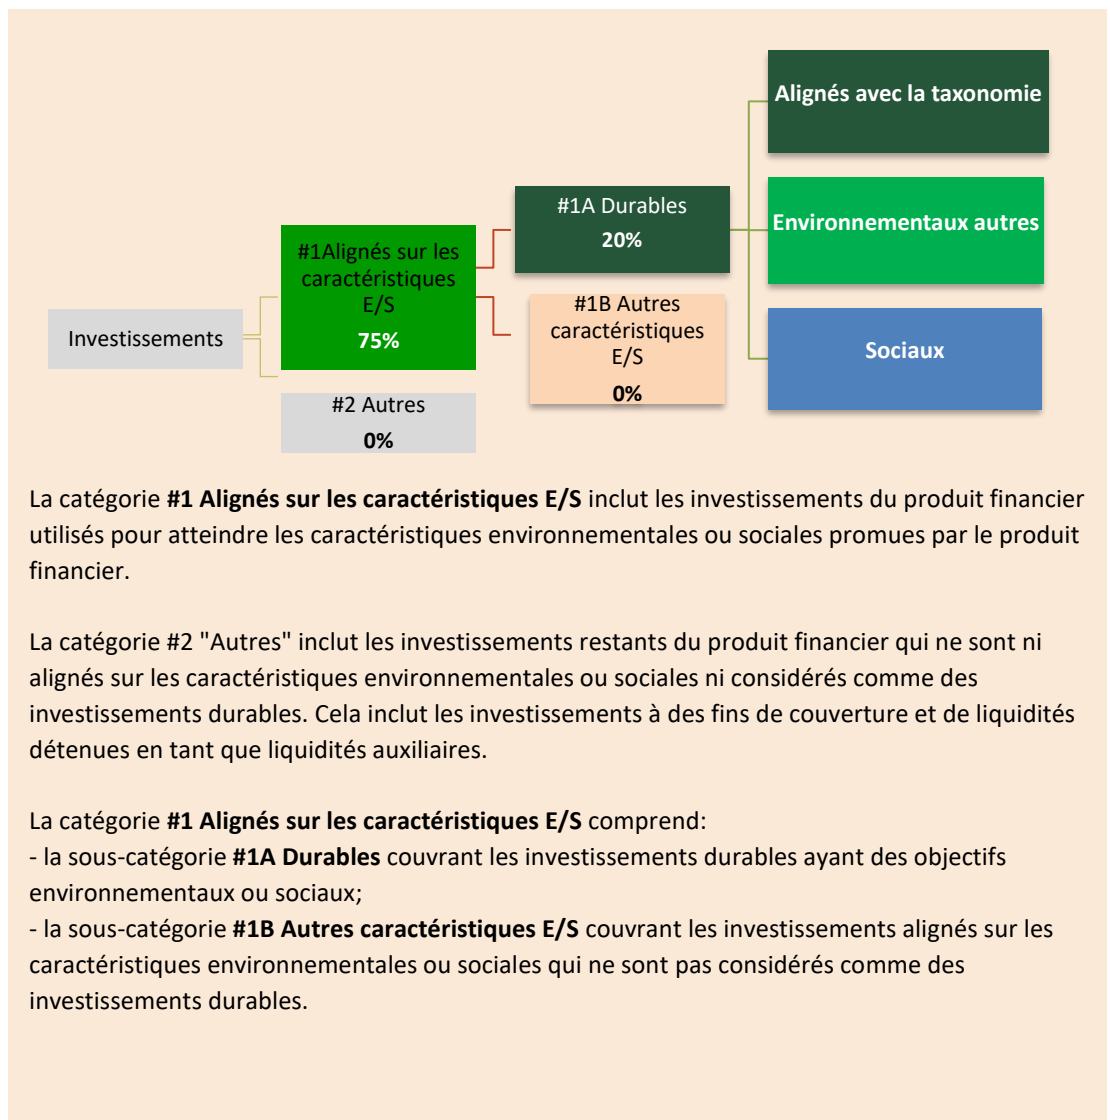 Investissements
#1Alignés sur les
caractéristiques
E/S
75%
#2 Autres
0%
#1A Durables
20%
#1B Autres
caractéristiques
E/S
0%
Alignés avec la taxonomie
Environnementaux autres
Sociaux
La catégorie #1 Alignés sur les caractéristiques E/S inclut les investissements du produit financier
utilisés pour atteindre les caractéristiques environnementales ou sociales promues par le produit
financier.
La catégorie #2 "Autres" inclut les investissements restants du produit financier qui ne sont ni
alignés sur les caractéristiques environnementales ou sociales ni considérés comme des
investissements durables. Cela inclut les investissements à des fins de couverture et de liquidités
détenues en tant que liquidités auxiliaires.
La catégorie #1 Alignés sur les caractéristiques E/S comprend:
- la sous-catégorie #1A Durables couvrant les investissements durables ayant des objectifs
environnementaux ou sociaux;
- la sous-catégorie #1B Autres caractéristiques E/S couvrant les investissements alignés sur les
caractéristiques environnementales ou sociales qui ne sont pas considérés comme des
investissements durables.